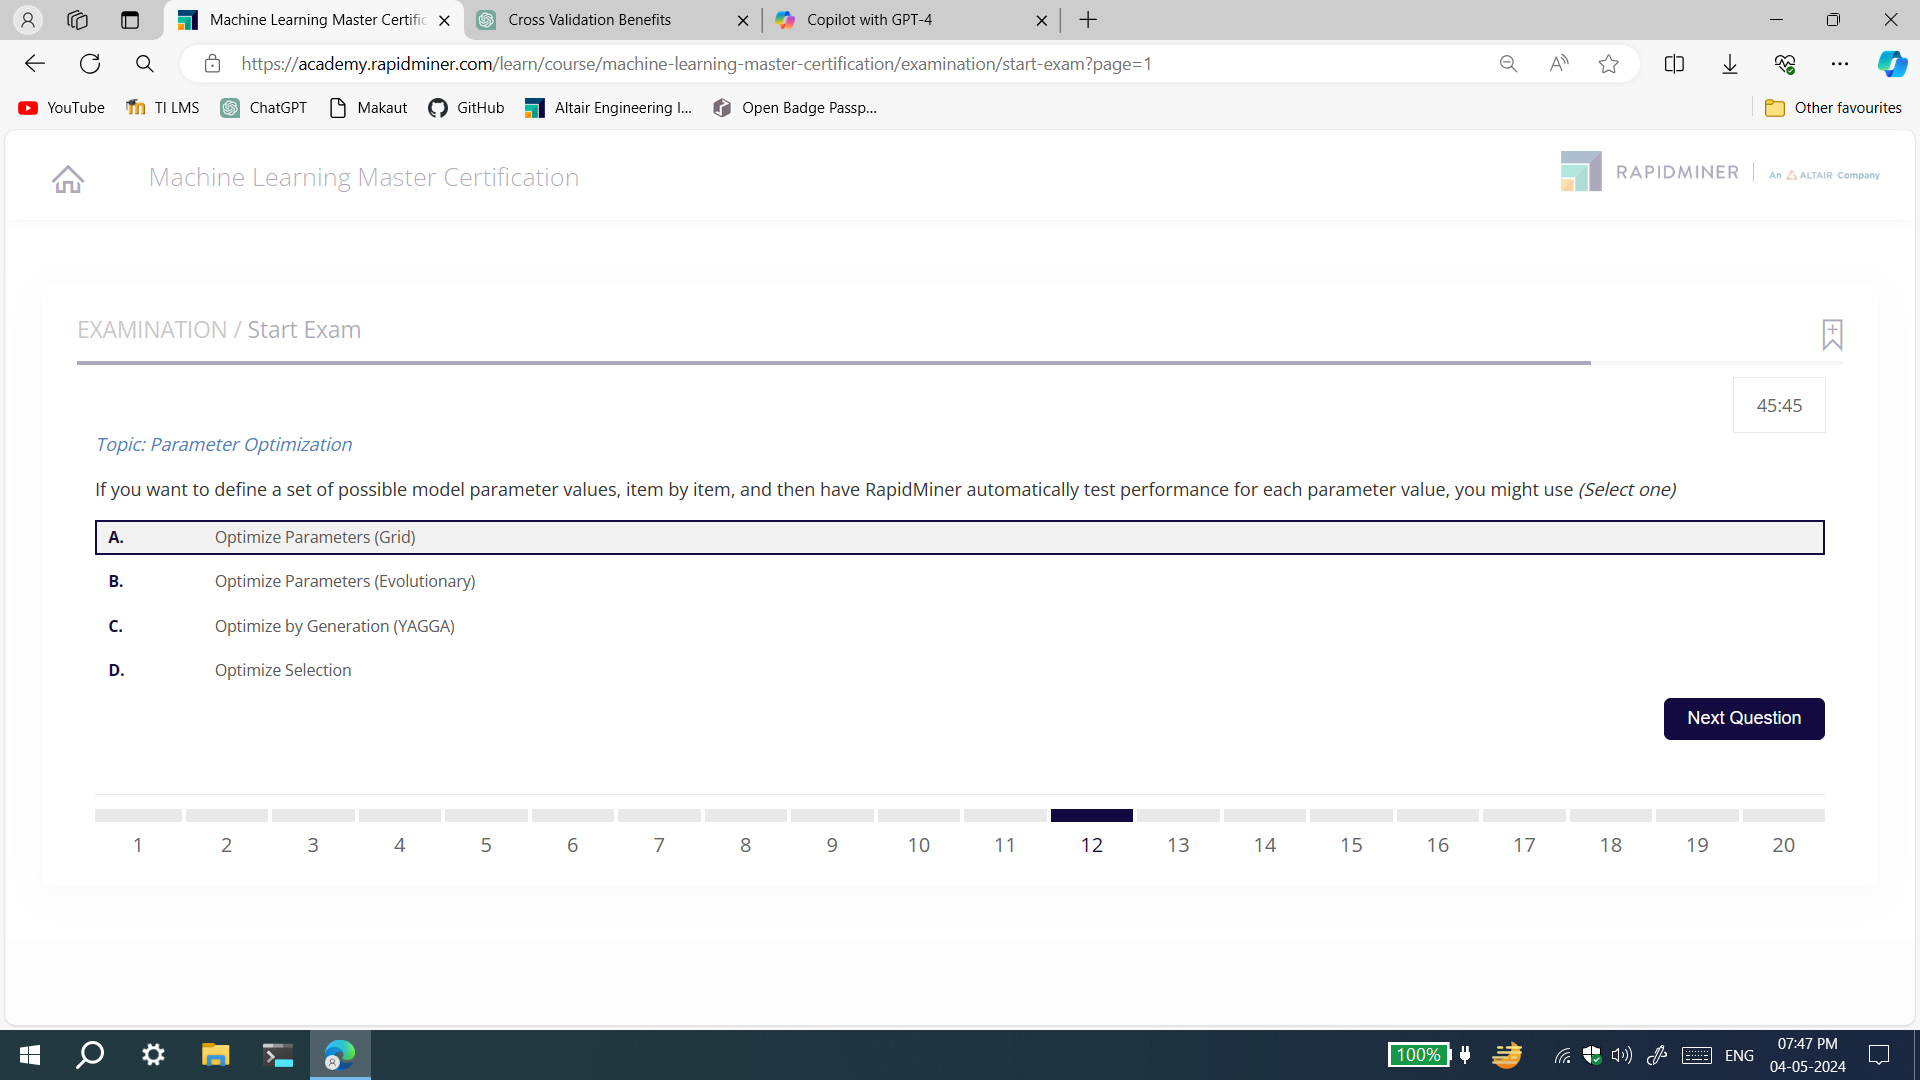 Machine Learning Master Certific
Cross Validation Benefits
Copilot with GPT-4
https://academy.rapidminer.com/learn/course/machine-learning-master-certification/examination/start-exam?page=1
YouTube
TI LMS
ChatGPT
Makaut
GitHub
Altair Engineering I...
Open Badge Passp...
Other favourites
Machine Learning Master Certification
RAPIDMINER
An ALTAIR Company
EXAMINATION / Start Exam
45:45
Topic: Parameter Optimization
If you want to define a set of possible model parameter values, item by item, and then have RapidMiner automatically test performance for each parameter value, you might use (Select one)
A. Optimize Parameters (Grid)
B. Optimize Parameters (Evolutionary)
C. Optimize by Generation (YAGGA)
D. Optimize Selection
Next Question
1 2 3 4 5 6 7 8 9 10 11 12 13 14 15 16 17 18 19 20
100%
ENG
07:47 PM
04-05-2024